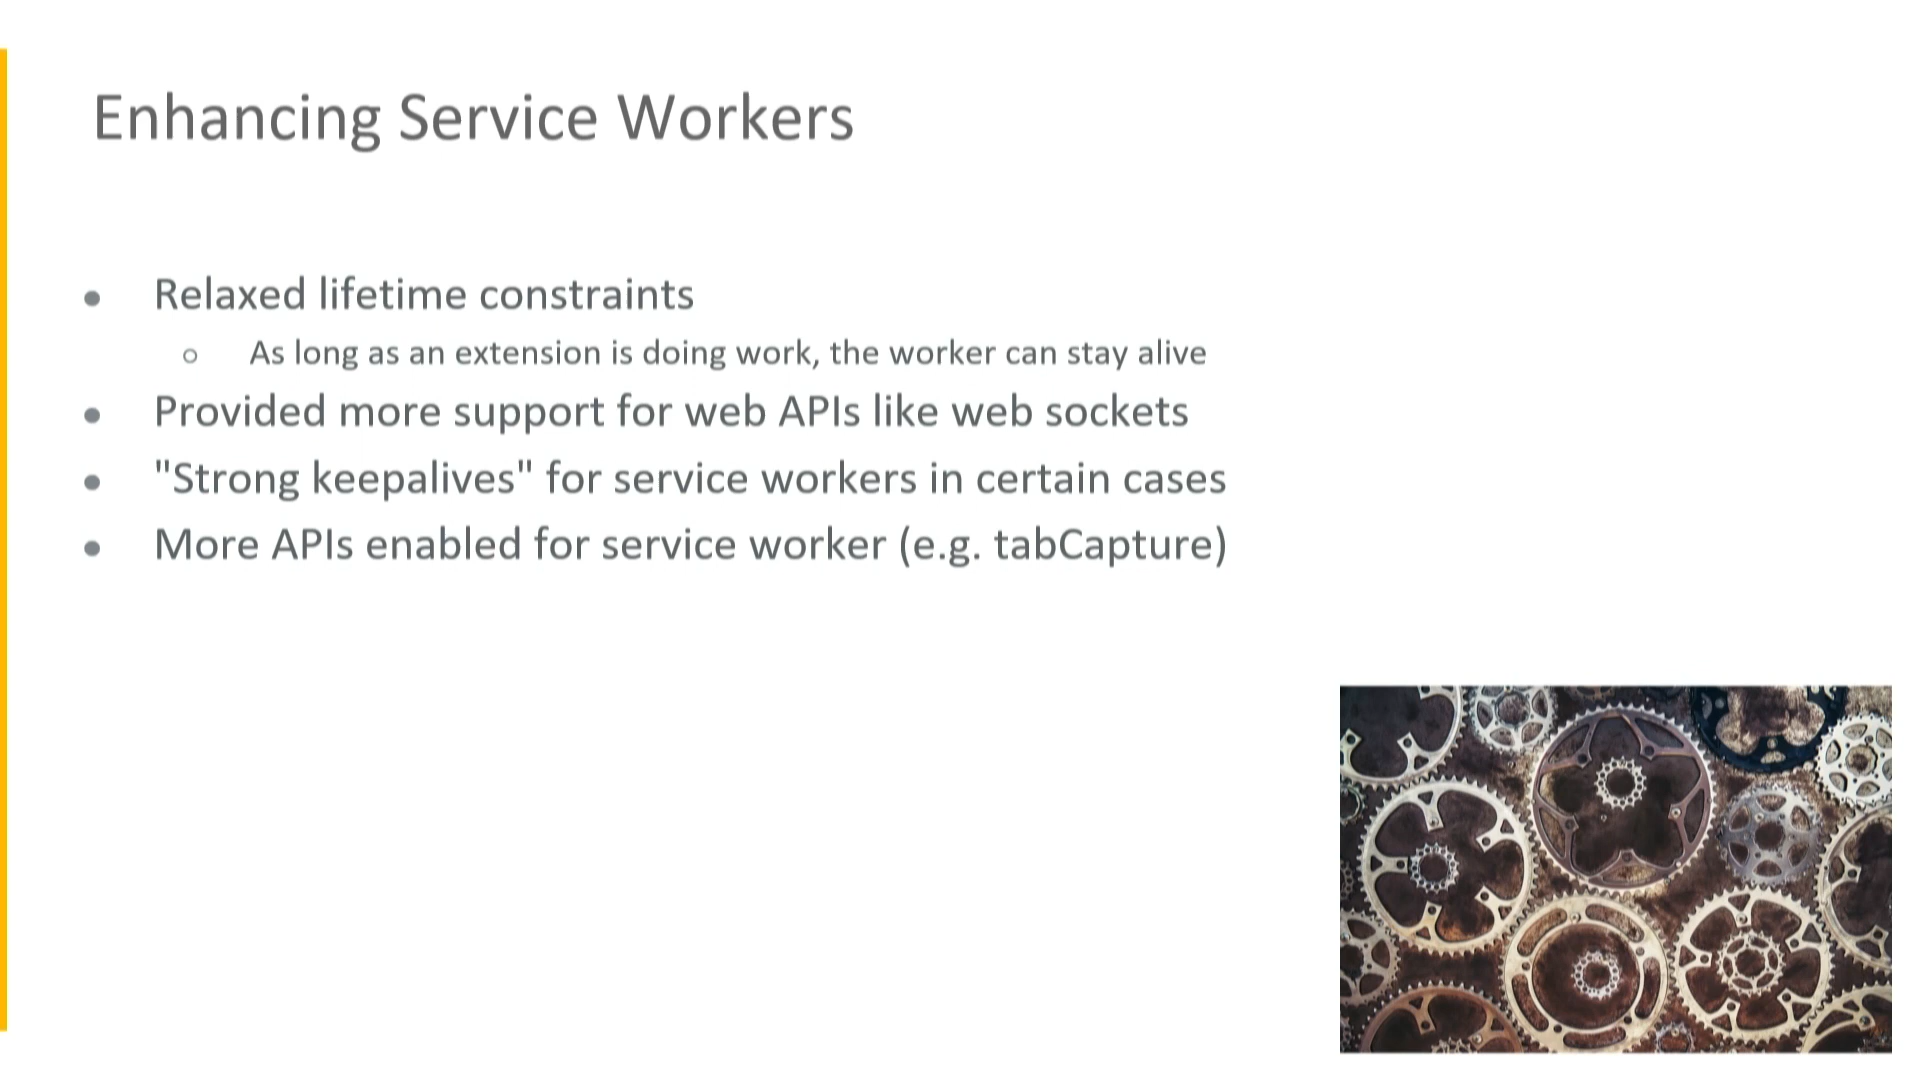 Enhancing Service Workers
● Relaxed lifetime constraints
○ As long as an extension is doing work, the worker can stay alive
● Provided more support for web APIs like web sockets
● "Strong keepalives" for service workers in certain cases
● More APIs enabled for service worker (e.g. tabCapture)